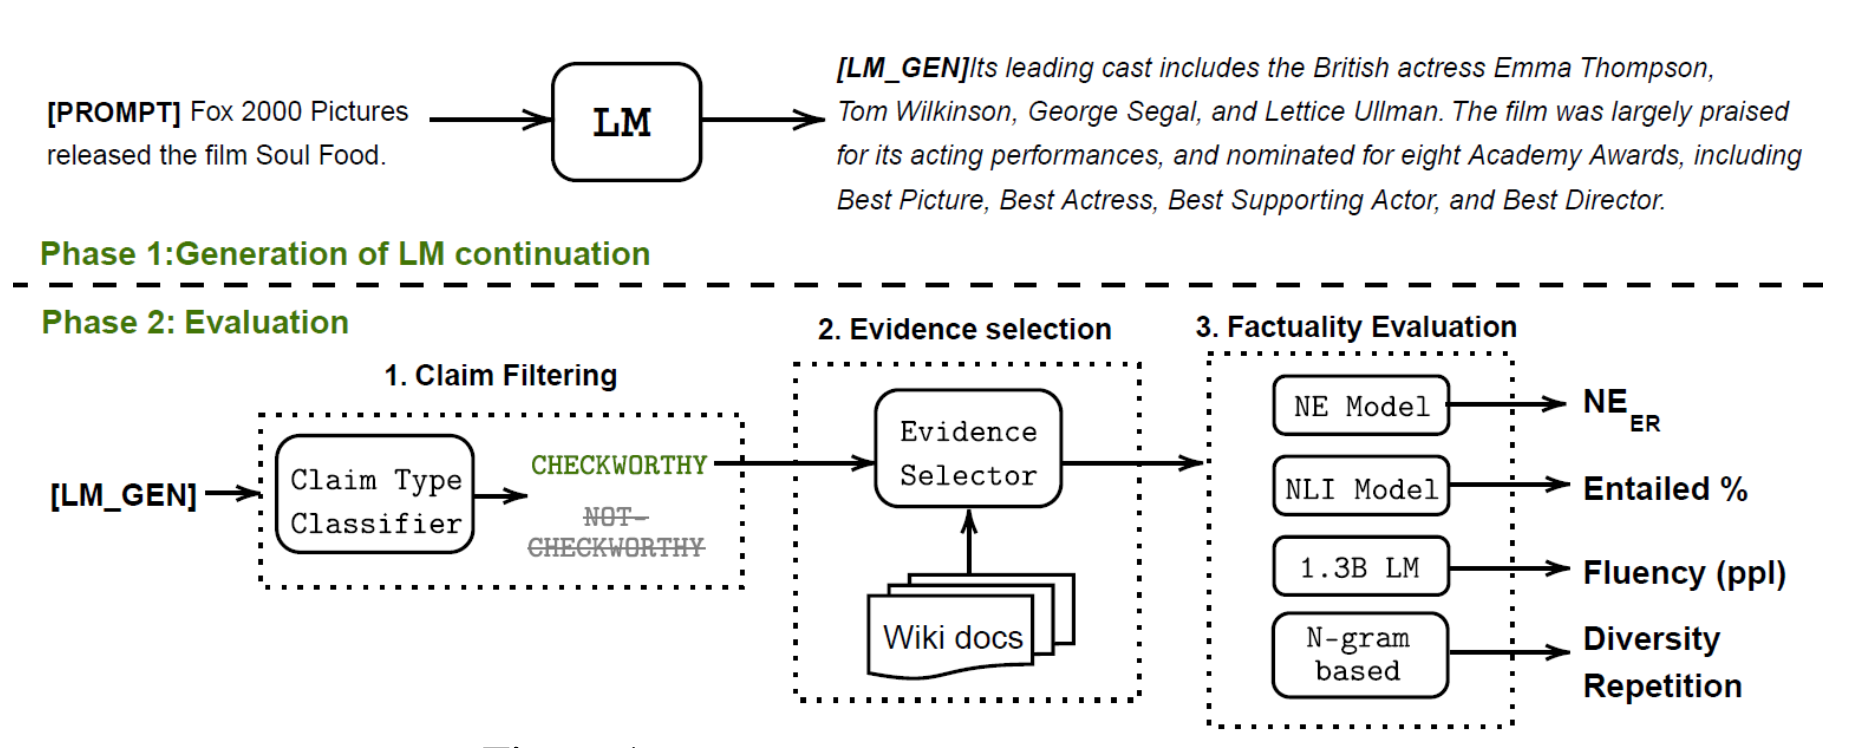 [PROMPT] Fox 2000 Pictures
released the film Soul Food.
LM
[LM_GEN]Its leading cast includes the British actress Emma Thompson,
Tom Wilkinson, George Segal, and Lettice Ullman. The film was largely praised
for its acting performances, and nominated for eight Academy Awards, including
Best Picture, Best Actress, Best Supporting Actor, and Best Director.
Phase 1:Generation of LM continuation
Phase 2: Evaluation
1. Claim Filtering
[LM_GEN]
Claim Type
Classifier
CHECKWORTHY
NOT-
CHECKWORTHY
2. Evidence selection
Evidence
Selector
Wiki docs
3. Factuality Evaluation
NE Model
NE ER
NLI Model
Entailed %
1.3B LM
Fluency (ppl)
N-gram
based
Diversity
Repetition